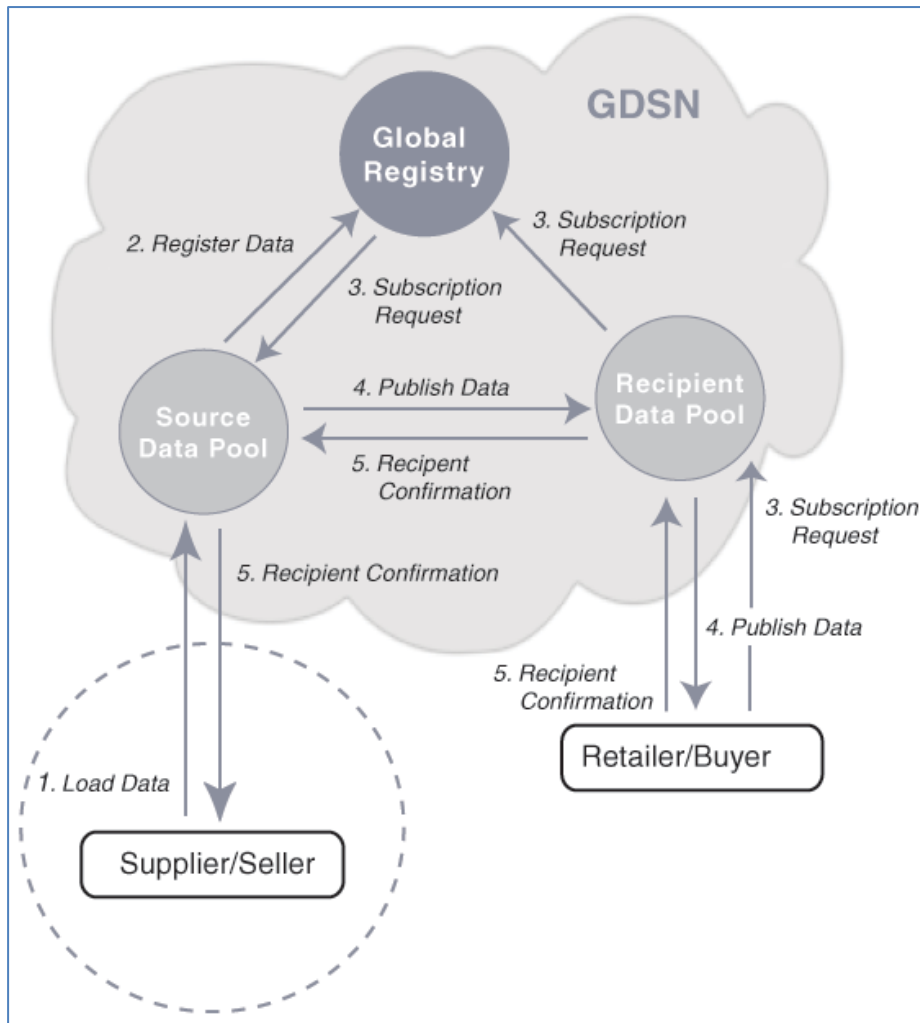 GDSN
Global
Registry
3. Subscription
Request
2. Register Data
3. Subscription
Request
Recipient
Data Pool
4. Publish Data
Source
Data Pool
5. Recipent
Confirmation
3. Subscription
Request
5. Recipient Confirmation
4. Publish Data
5. Recipient
Confirmation
Retailer/Buyer
1. Load Data
Supplier/Seller